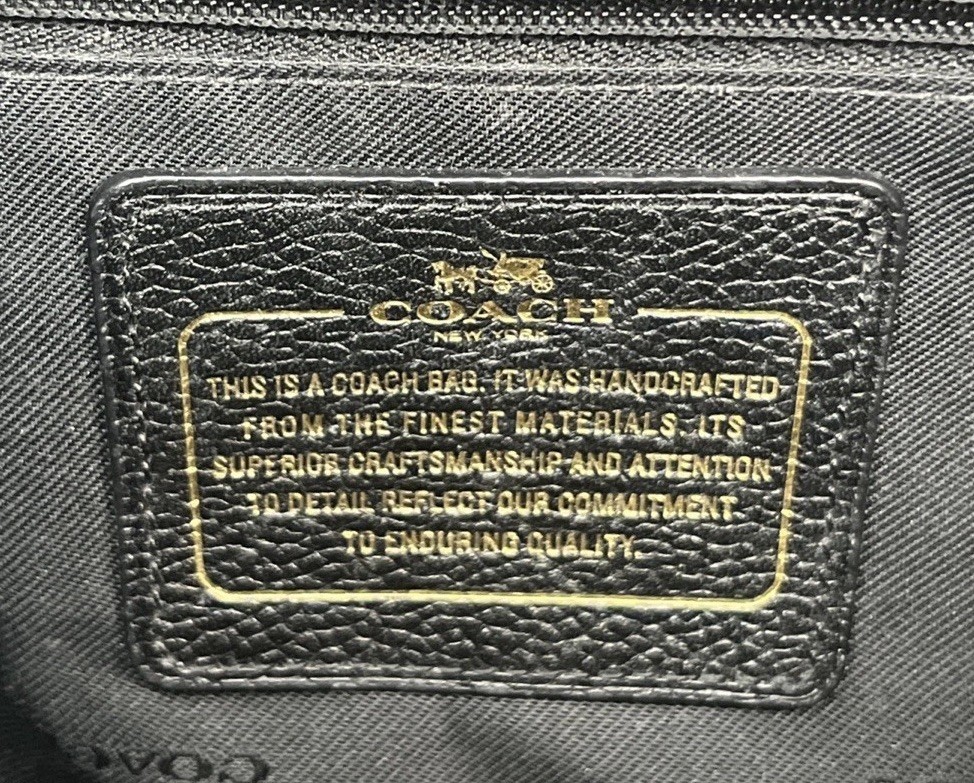 COACH
NEW YORK
THIS IS A COACH BAG. IT WAS HANDCRAFTED
FROM THE FINEST MATERIALS. ITS
SUPERIOR CRAFTSMANSHIP AND ATTENTION
TO DETAIL REFLECT OUR COMMITMENT
TO ENDURING QUALITY.
COAC